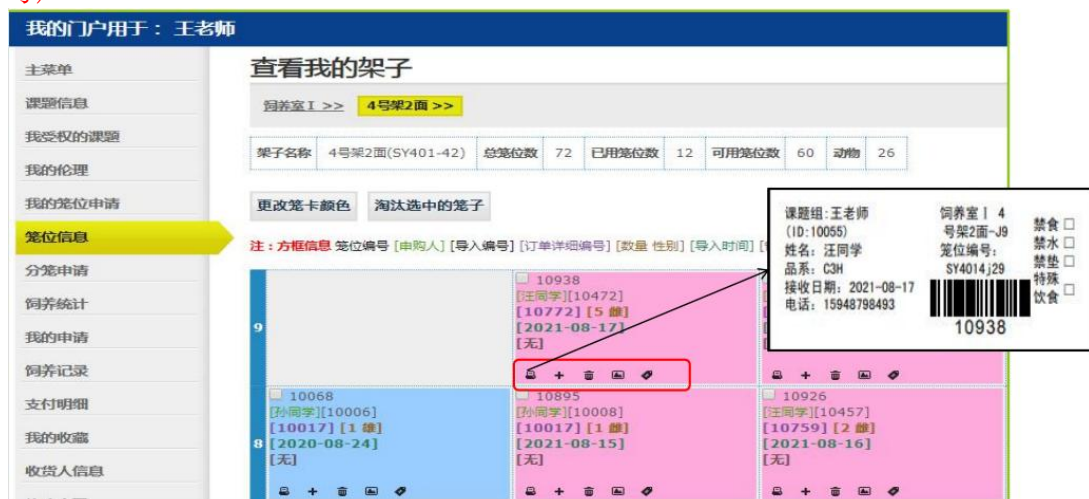 我的门户用于： 王老师
主菜单
课题信息
我受权的课题
我的伦理
我的笼位申请
笼位信息
分笼申请
饲养统计
我的申请
饲养记录
支付明细
我的收藏
收货人信息
查看我的架子
饲养室 I >> 4号架2面 >>
架子名称 4号架2面(SY401-42) 总笼位数 72 已用笼位数 12 可用笼位数 60 动物 26
更改笼卡颜色 淘汰选中的笼子
注：方框信息 笼位编号 [申购人] [导入编号] [订单详细编号] [数量 性别] [导入时间]
9
10938
[汪同学][10472]
[10772] [5 雌]
[2021-08-17]
[无]
8
10068
[孙同学][10006]
[10017] [1 雄]
[2020-08-24]
[无]
10895
[孙同学][10008]
[10017] [1 雌]
[2021-08-15]
[无]
10926
[汪同学][10457]
[10759] [2 雌]
[2021-08-16]
[无]
课题组:王老师
(ID:10055)
姓名: 汪同学
品系: C3H
接收日期: 2021-08-17
电话: 15948798493
饲养室 I 4
号架2面-J9
笼位编号:
SY4014j29
10938
禁食 □
禁水 □
禁垫 □
特殊
饮食 □